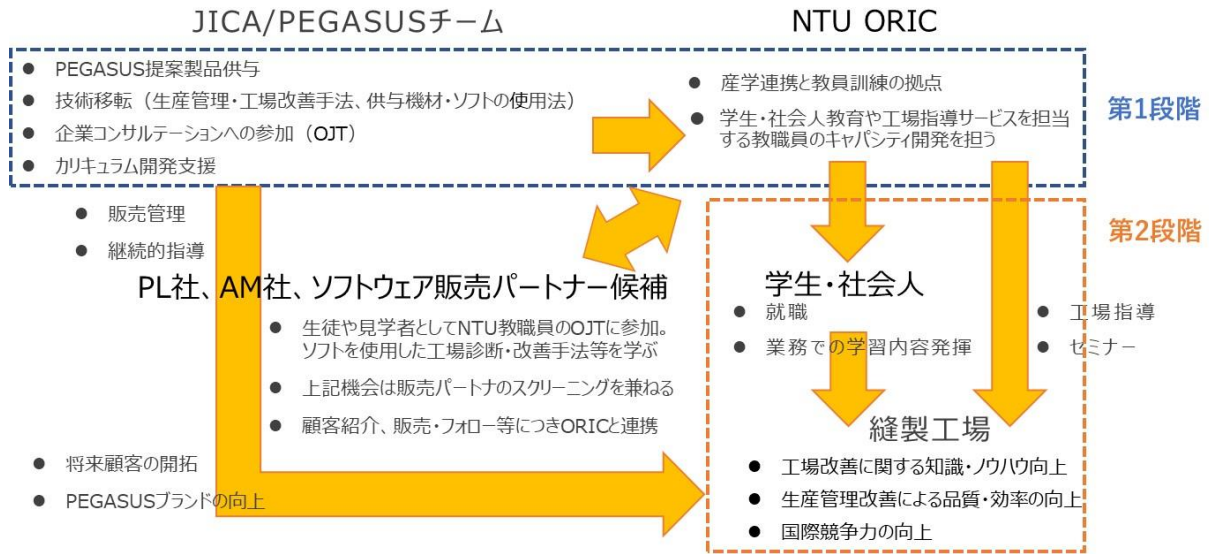 JICA/PEGASUSチーム
NTU ORIC
● PEGASUS提案製品供与
● 技術移転（生産管理・工場改善手法、供与機材・ソフトの使用法）
● 企業コンサルテーションへの参加（OJT）
● カリキュラム開発支援
● 産学連携と教員訓練の拠点
● 学生・社会人教育や工場指導サービスを担当
する教職員のキャパシティ開発を担う
第1段階
● 販売管理
● 継続的指導
第2段階
PL社、AM社、ソフトウェア販売パートナー候補
● 生徒や見学者としてNTU教職員のOJTに参加。
ソフトを使用した工場診断・改善手法等を学ぶ
● 上記機会は販売パートナのスクリーニングを兼ねる
● 顧客紹介、販売・フォロー等につきORICと連携
学生・社会人
● 就職
● 業務での学習内容発揮
● 工場指導
● セミナー
縫製工場
● 工場改善に関する知識・ノウハウ向上
● 生産管理改善による品質・効率の向上
● 国際競争力の向上
● 将来顧客の開拓
● PEGASUSブランドの向上